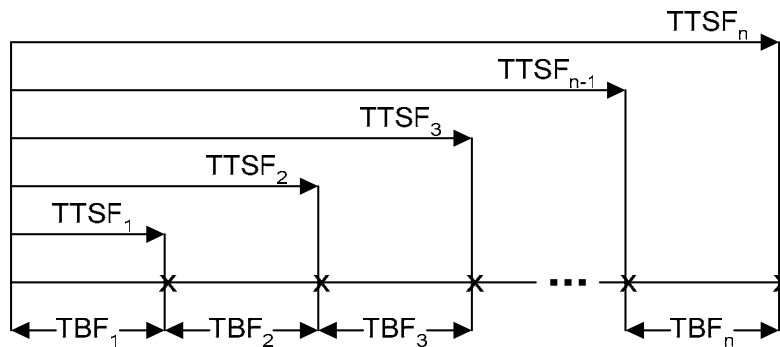 TTSFₙ
TTSFₙ₋₁
TTSF₃
TTSF₂
TTSF₁
x x x ... x x
TBF₁ TBF₂ TBF₃ TBFₙ